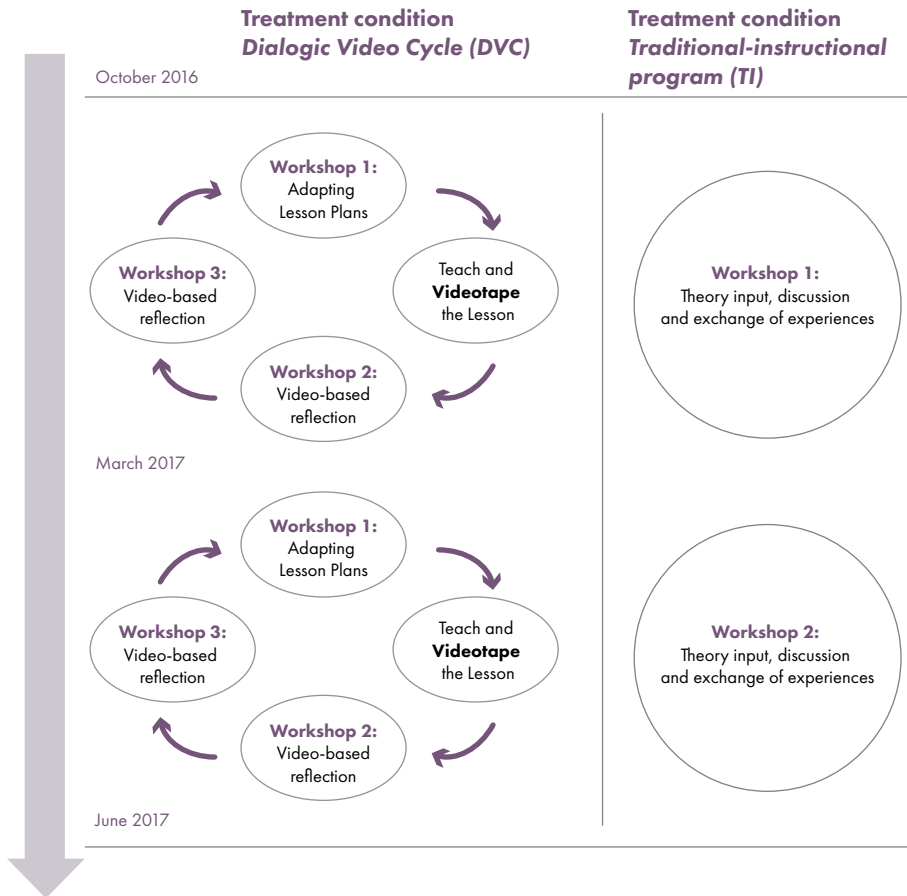 Treatment condition
Dialogic Video Cycle (DVC)
Treatment condition
Traditional-instructional
program (TI)
October 2016
Workshop 1:
Adapting
Lesson Plans
Teach and
Videotape
the Lesson
Workshop 2:
Video-based
reflection
Workshop 3:
Video-based
reflection
Workshop 1:
Theory input, discussion
and exchange of experiences
March 2017
Workshop 1:
Adapting
Lesson Plans
Teach and
Videotape
the Lesson
Workshop 2:
Video-based
reflection
Workshop 3:
Video-based
reflection
Workshop 2:
Theory input, discussion
and exchange of experiences
June 2017